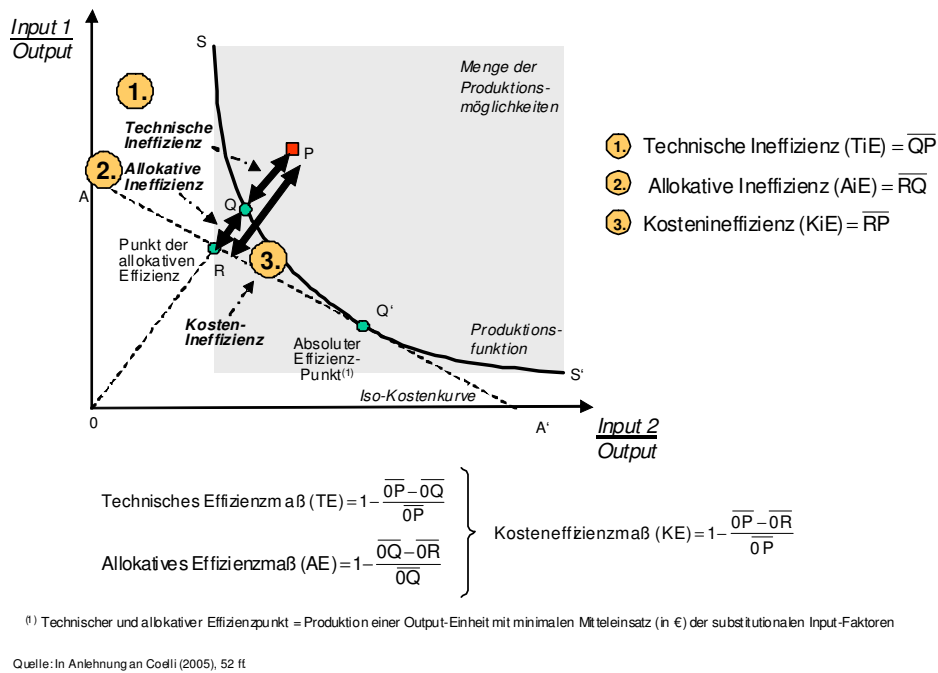 Input 1
Output
S
Menge der
Produktions-
möglichkeiten
1.
Technische
Ineffizienz
P
2.
Allokative
Ineffizienz
A
Q
Punkt der
allokativen
Effizienz
R
3.
Kosten-
Ineffizienz
Q‘
Absoluter
Effizienz-
Punkt(1)
Produktions-
funktion
S‘
Iso-Kostenkurve
0
A‘
Input 2
Output
1. Technische Ineffizienz (TiE) = QP
2. Allokative Ineffizienz (AiE) = RQ
3. Kostenineffizienz (KiE) = RP
Technisches Effizienzmaß (TE) = 1 − (0P − 0Q) / 0P
Allokatives Effizienzmaß (AE) = 1 − (0Q − 0R) / 0Q
Kosteneffizienzmaß (KE) = 1 − (0P − 0R) / 0P
(1) Technischer und allokativer Effizienzpunkt = Produktion einer Output-Einheit mit minimalen Mitteleinsatz (in €) der substitutionalen Input-Faktoren
Quelle: In Anlehnung an Coelli (2005), 52 ff.